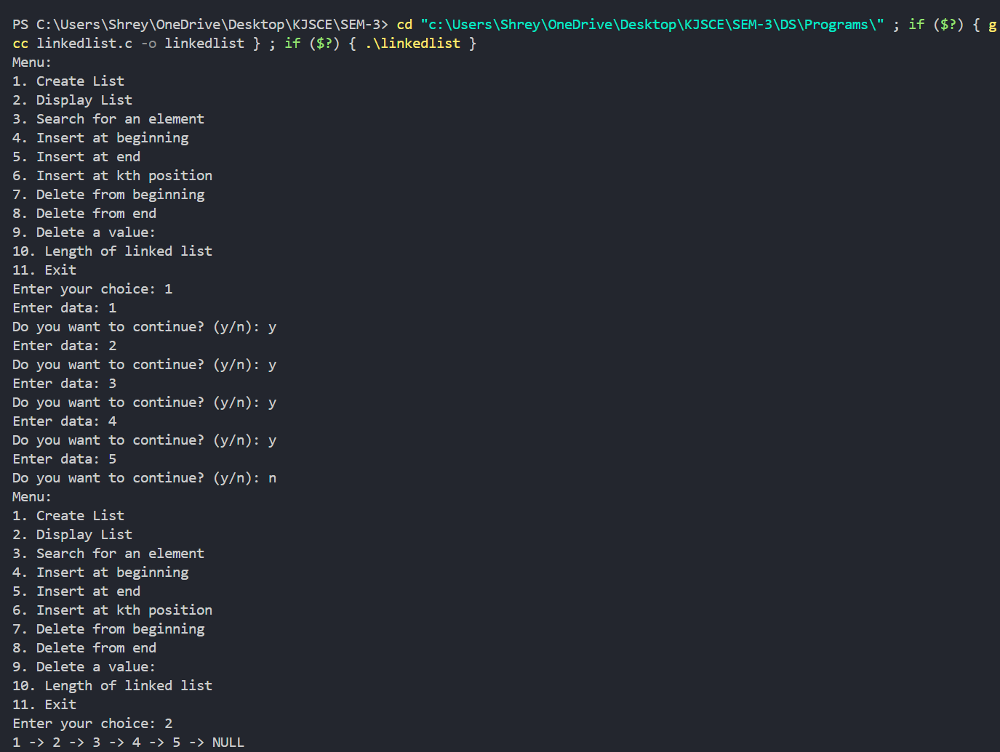 PS C:\Users\Shrey\OneDrive\Desktop\KJSCE\SEM-3> cd "c:\Users\Shrey\OneDrive\Desktop\KJSCE\SEM-3\DS\Programs\" ; if ($?) { g
cc linkedlist.c -o linkedlist } ; if ($?) { .\linkedlist }
Menu:
1. Create List
2. Display List
3. Search for an element
4. Insert at beginning
5. Insert at end
6. Insert at kth position
7. Delete from beginning
8. Delete from end
9. Delete a value:
10. Length of linked list
11. Exit
Enter your choice: 1
Enter data: 1
Do you want to continue? (y/n): y
Enter data: 2
Do you want to continue? (y/n): y
Enter data: 3
Do you want to continue? (y/n): y
Enter data: 4
Do you want to continue? (y/n): y
Enter data: 5
Do you want to continue? (y/n): n
Menu:
1. Create List
2. Display List
3. Search for an element
4. Insert at beginning
5. Insert at end
6. Insert at kth position
7. Delete from beginning
8. Delete from end
9. Delete a value:
10. Length of linked list
11. Exit
Enter your choice: 2
1 -> 2 -> 3 -> 4 -> 5 -> NULL